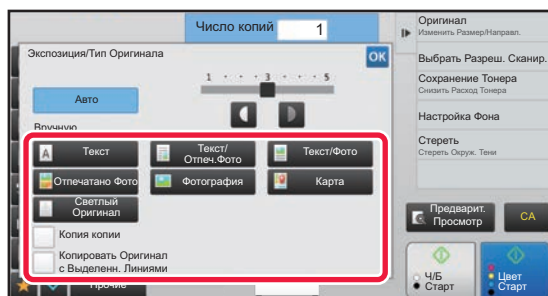 Число копий
1
Экспозиция/Тип Оригинала
OK
1 · · · 3 · · · 5
Авто
Вручную
Текст
Текст/
Отпеч.Фото
Текст/Фото
Отпечатано Фото
Фотография
Карта
Светлый
Оригинал
Копия копии
Копировать Оригинал
с Выделенн. Линиями
Прочие
Оригинал
Изменить Размер/Направл.
Выбрать Разреш. Сканир.
Сохранение Тонера
Снизить Расход Тонера
Настройка Фона
Стереть
Стереть Окруж. Тени
Предварит.
Просмотр
CA
Ч/Б
Старт
Цвет
Старт